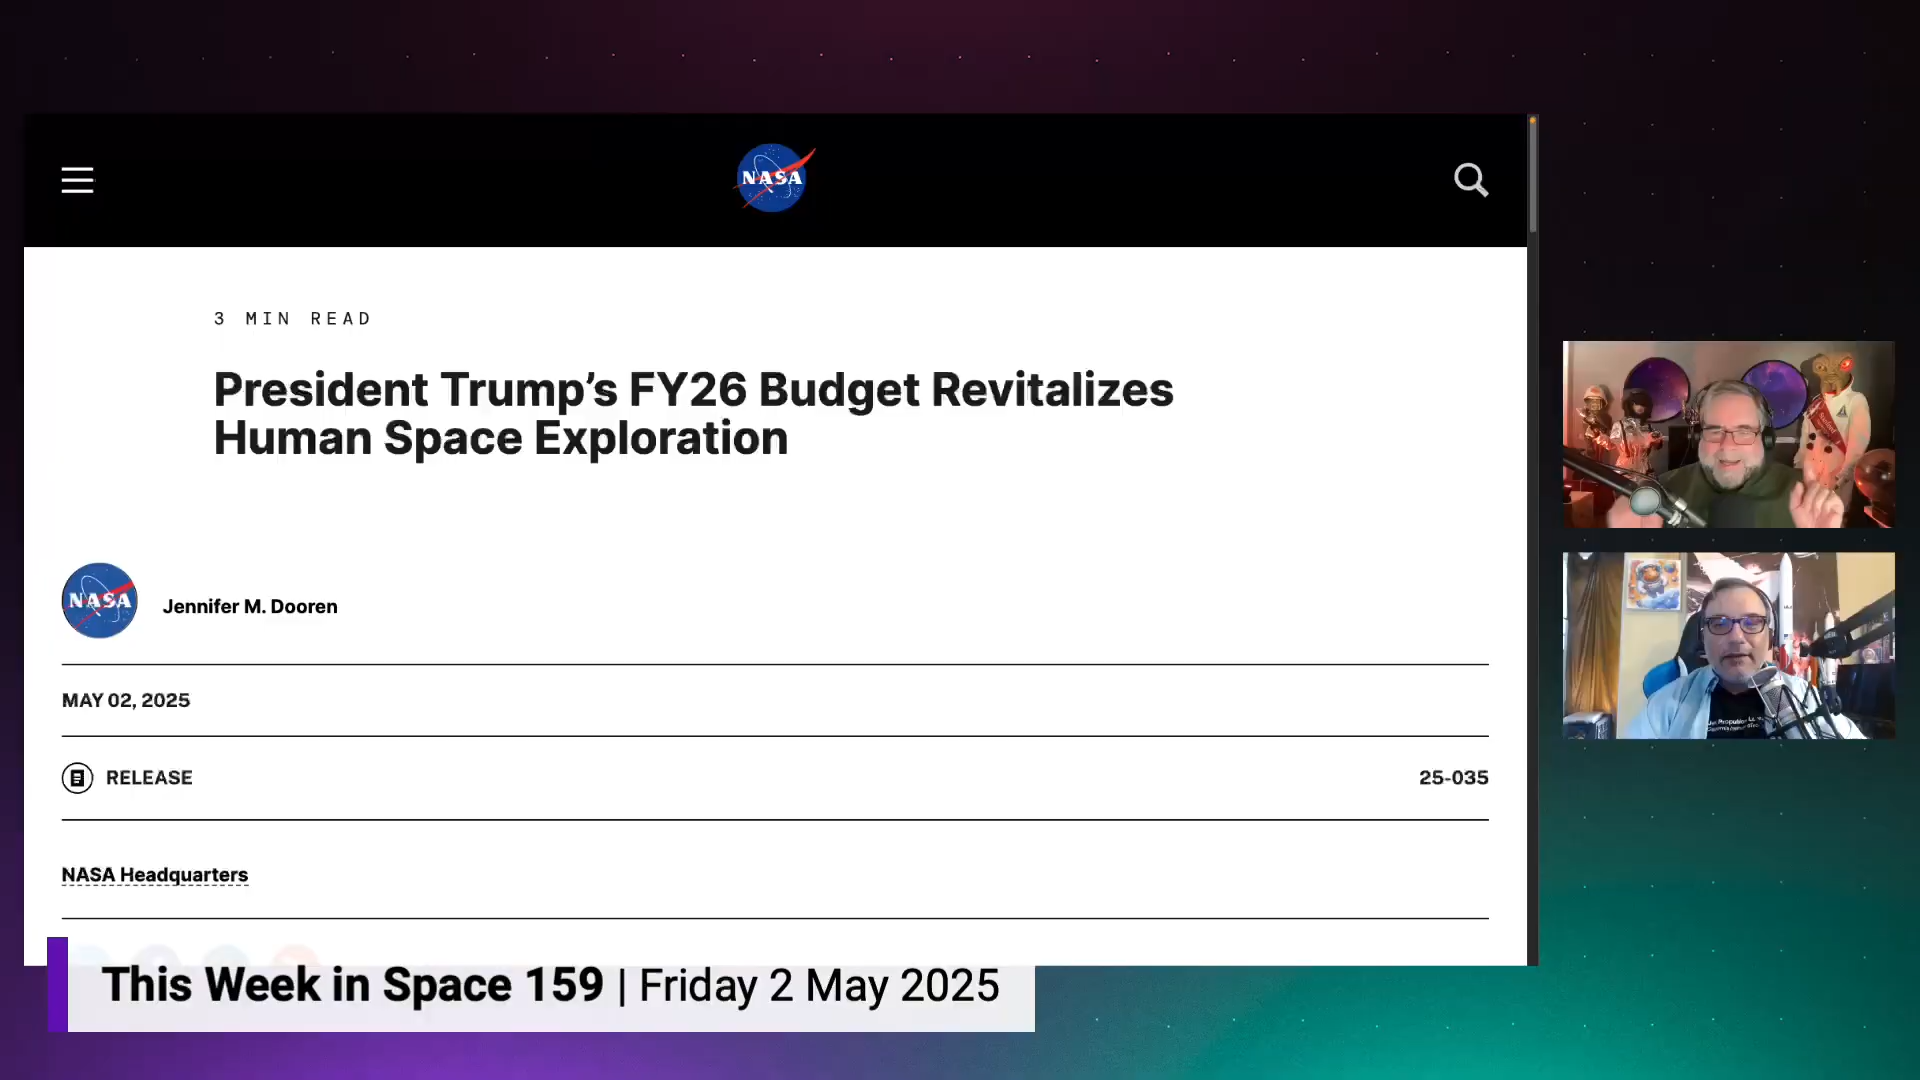 NASA
3 MIN READ
President Trump’s FY26 Budget Revitalizes
Human Space Exploration
NASA
Jennifer M. Dooren
MAY 02, 2025
RELEASE
25-035
NASA Headquarters
This Week in Space 159 | Friday 2 May 2025